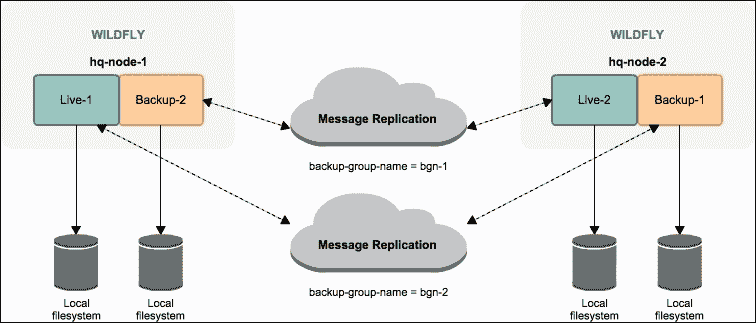 WILDFLY
hq-node-1
Live-1
Backup-2
Message Replication
backup-group-name = bgn-1
WILDFLY
hq-node-2
Live-2
Backup-1
Message Replication
backup-group-name = bgn-2
Local
filesystem
Local
filesystem
Local
filesystem
Local
filesystem